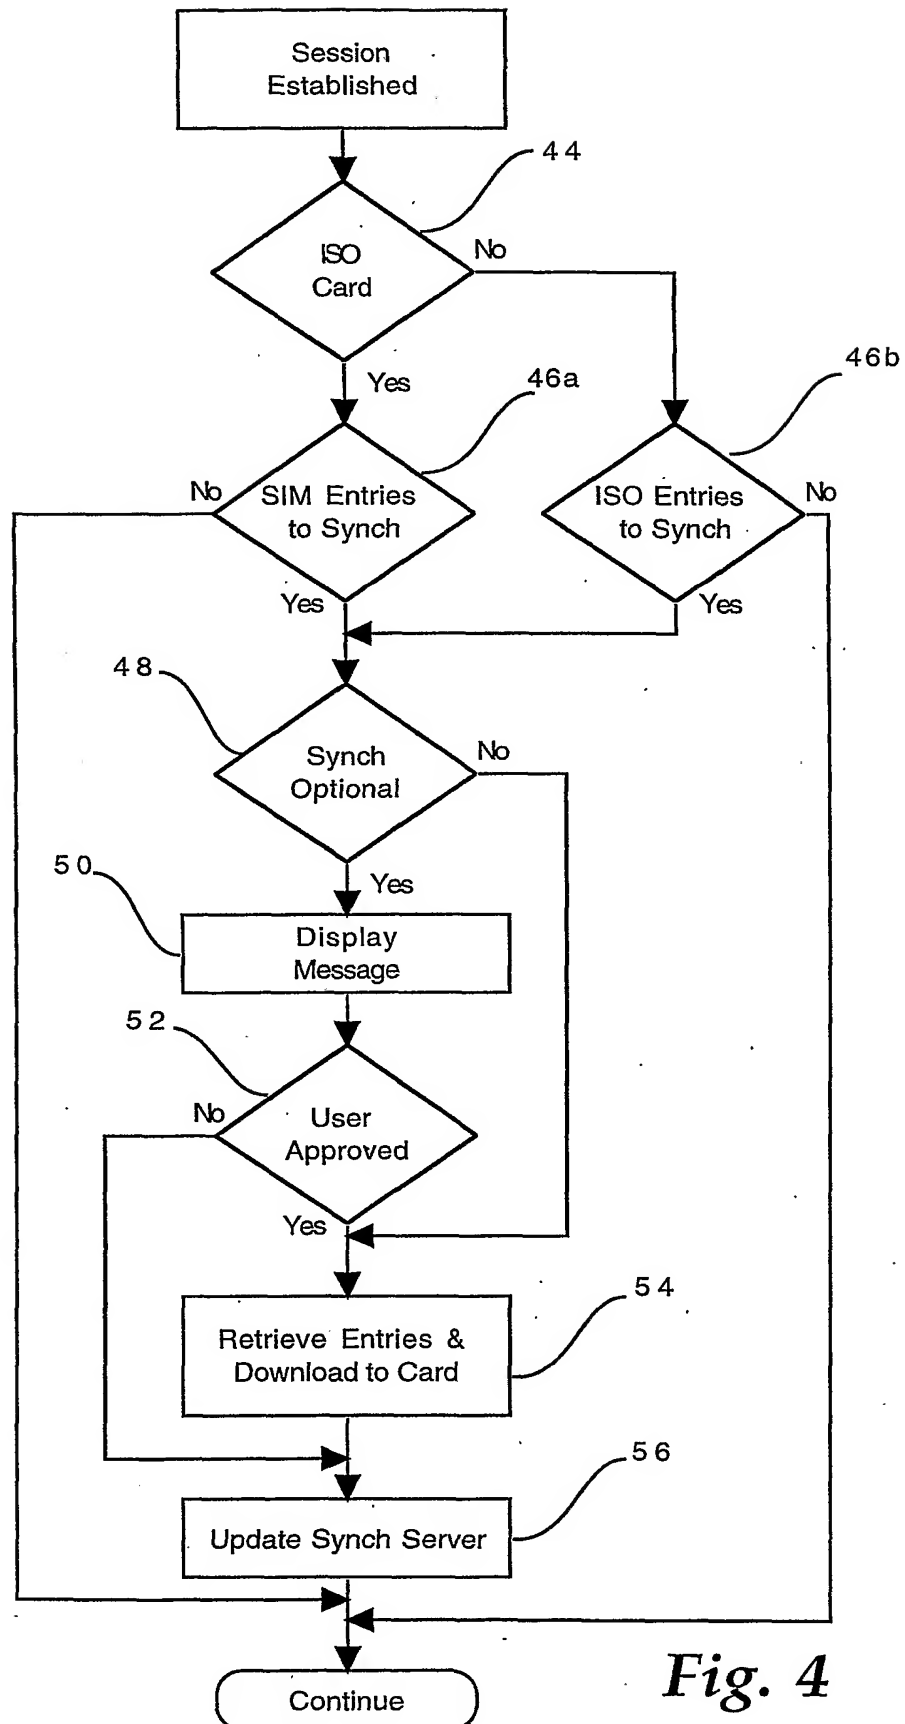 Session
Established
44
ISO
Card
No
Yes
46a
46b
No
SIM Entries
to Synch
ISO Entries
to Synch
No
Yes
Yes
48
Synch
Optional
No
50
Yes
Display
Message
52
No
User
Approved
Yes
54
Retrieve Entries &
Download to Card
56
Update Synch Server
Continue
Fig. 4